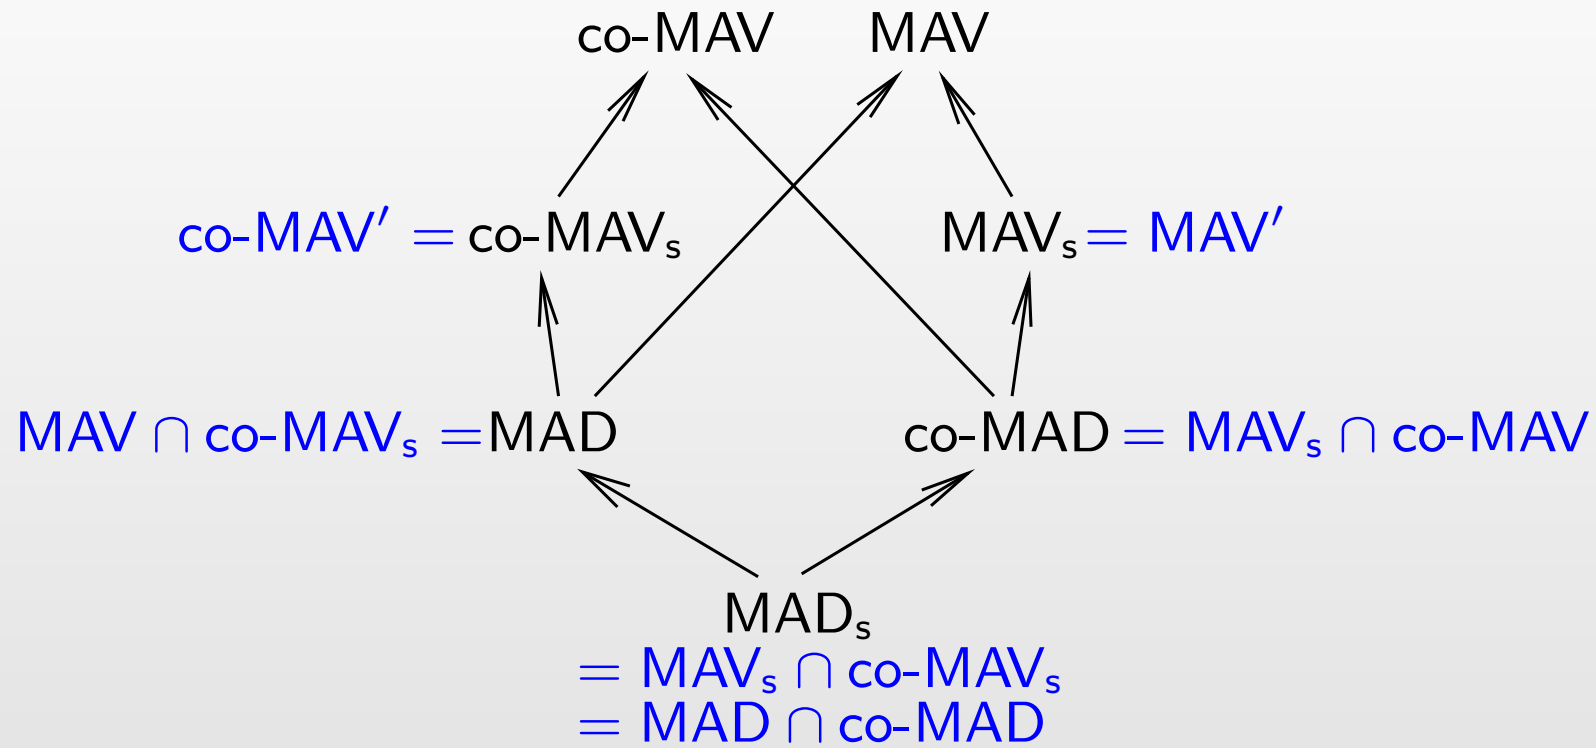 co-MAV MAV
co-MAV′ = co-MAVₛ MAVₛ = MAV′
MAV ∩ co-MAVₛ = MAD co-MAD = MAVₛ ∩ co-MAV
MADₛ
= MAVₛ ∩ co-MAVₛ
= MAD ∩ co-MAD